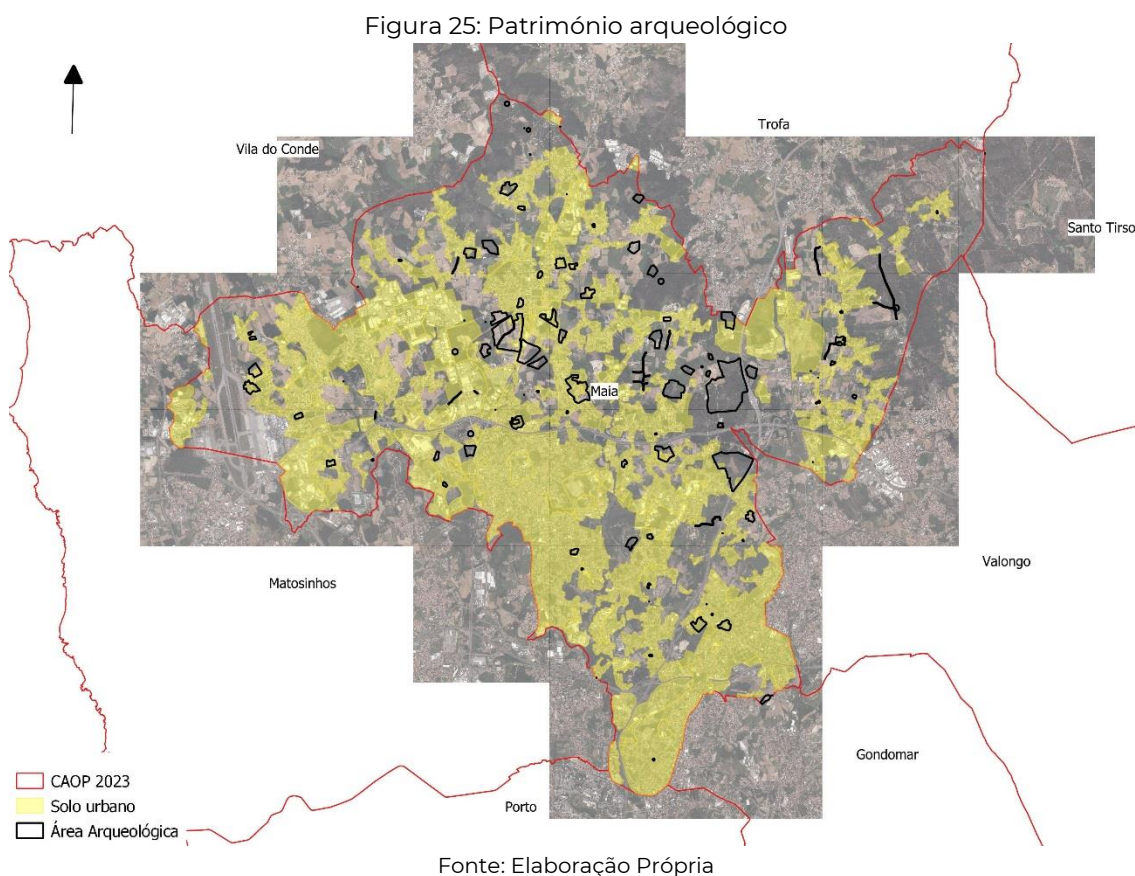 Figura 25: Património arqueológico
Trofa
Vila do Conde
Santo Tirso
Maia
Matosinhos
Valongo
Gondomar
Porto
CAOP 2023
Solo urbano
Área Arqueológica
Fonte: Elaboração Própria